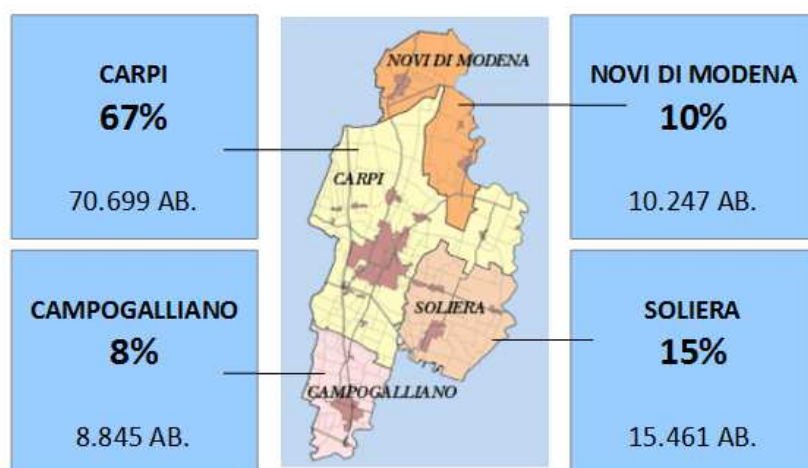 CARPI
67%
70.699 AB.
NOVI DI MODENA
CARPI
SOLIERA
CAMPOGALLIANO
NOVI DI MODENA
10%
10.247 AB.
CAMPOGALLIANO
8%
8.845 AB.
SOLIERA
15%
15.461 AB.